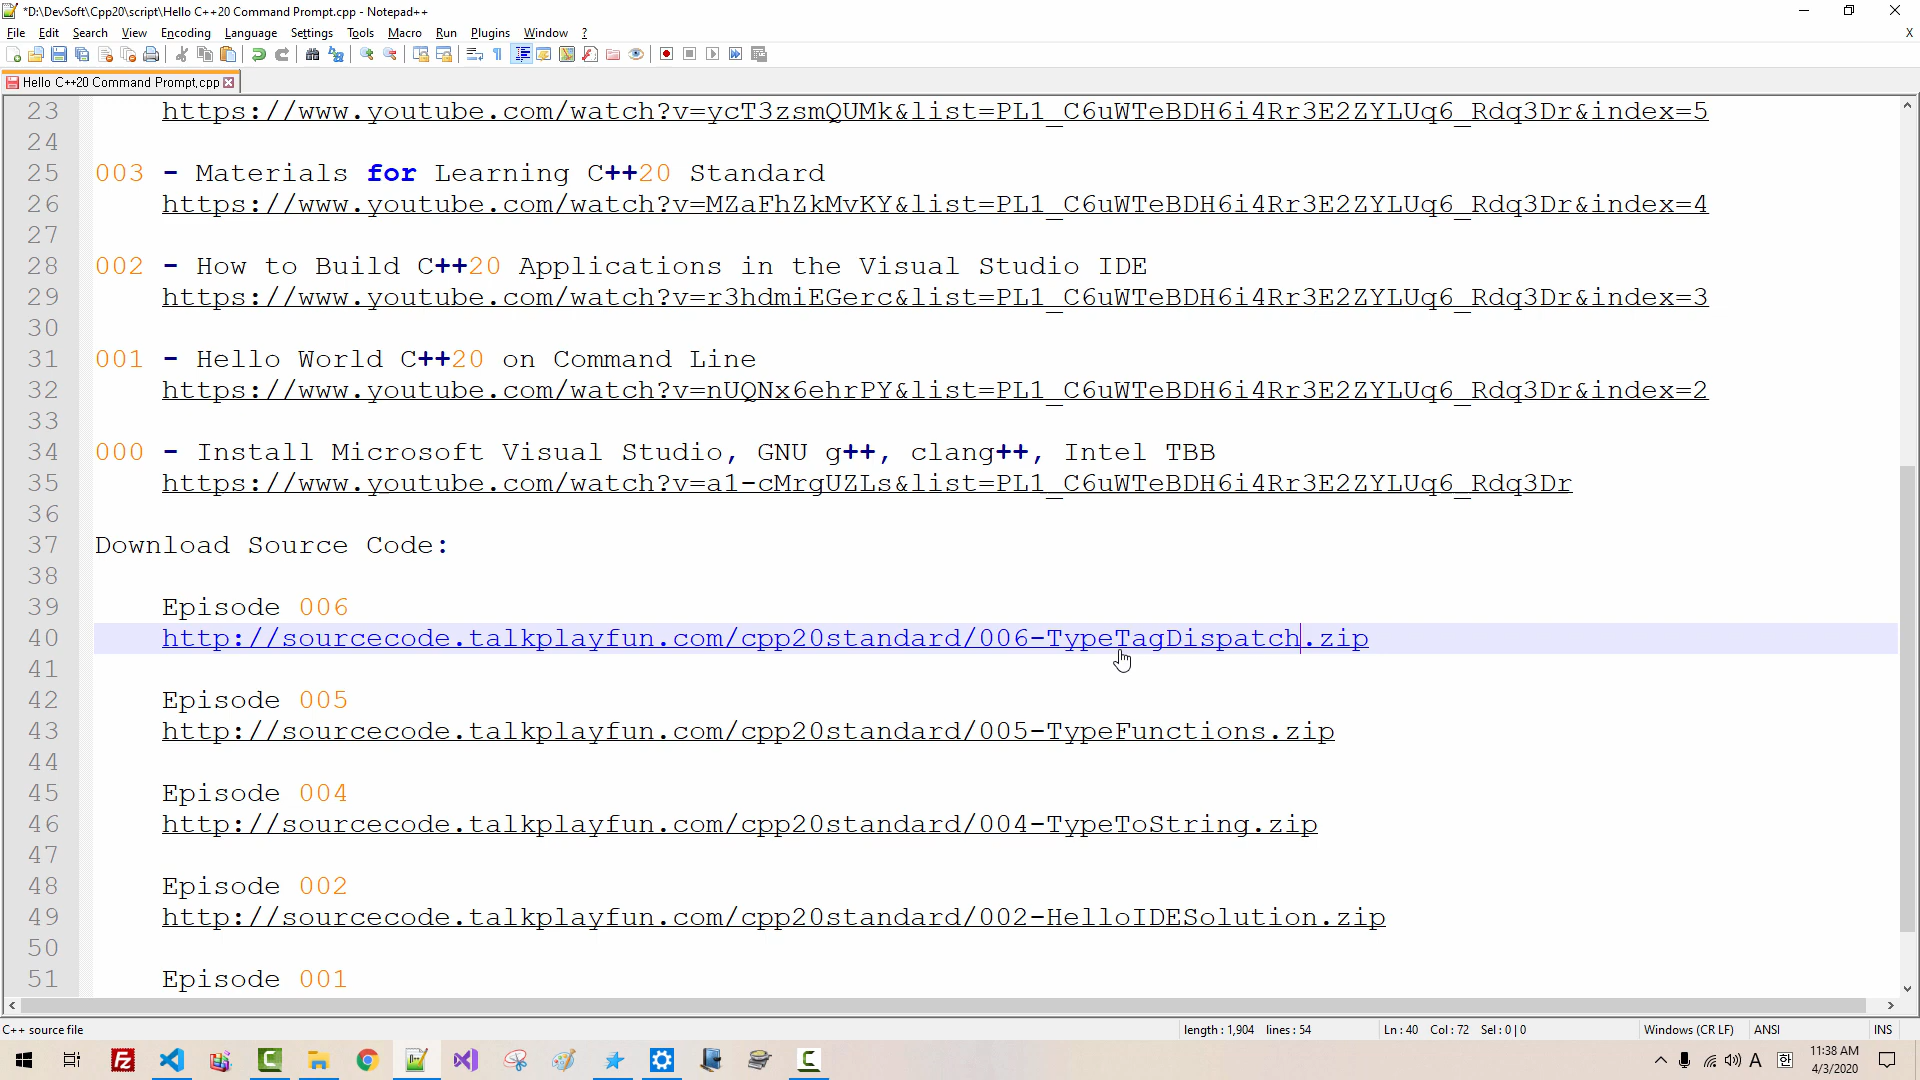 *D:\DevSoft\Cpp20\script\Hello C++20 Command Prompt.cpp - Notepad++
File Edit Search View Encoding Language Settings Tools Macro Run Plugins Window ? X
Hello C++20 Command Prompt.cpp
23 https://www.youtube.com/watch?v=ycT3zsmQUMk&list=PL1_C6uWTeBDH6i4Rr3E2ZYLUq6_Rdq3Dr&index=5
24
25 003 - Materials for Learning C++20 Standard
26 https://www.youtube.com/watch?v=MZaFhZkMvKY&list=PL1_C6uWTeBDH6i4Rr3E2ZYLUq6_Rdq3Dr&index=4
27
28 002 - How to Build C++20 Applications in the Visual Studio IDE
29 https://www.youtube.com/watch?v=r3hdmiEGerc&list=PL1_C6uWTeBDH6i4Rr3E2ZYLUq6_Rdq3Dr&index=3
30
31 001 - Hello World C++20 on Command Line
32 https://www.youtube.com/watch?v=nUQNx6ehrPY&list=PL1_C6uWTeBDH6i4Rr3E2ZYLUq6_Rdq3Dr&index=2
33
34 000 - Install Microsoft Visual Studio, GNU g++, clang++, Intel TBB
35 https://www.youtube.com/watch?v=a1-cMrgUZLs&list=PL1_C6uWTeBDH6i4Rr3E2ZYLUq6_Rdq3Dr
36
37 Download Source Code:
38
39 Episode 006
40 http://sourcecode.talkplayfun.com/cpp20standard/006-TypeTagDispatch.zip
41
42 Episode 005
43 http://sourcecode.talkplayfun.com/cpp20standard/005-TypeFunctions.zip
44
45 Episode 004
46 http://sourcecode.talkplayfun.com/cpp20standard/004-TypeToString.zip
47
48 Episode 002
49 http://sourcecode.talkplayfun.com/cpp20standard/002-HelloIDESolution.zip
50
51 Episode 001
C++ source file length : 1,904 lines : 54 Ln : 40 Col : 72 Sel : 0 | 0 Windows (CR LF) ANSI INS
A 한 11:38 AM
4/3/2020